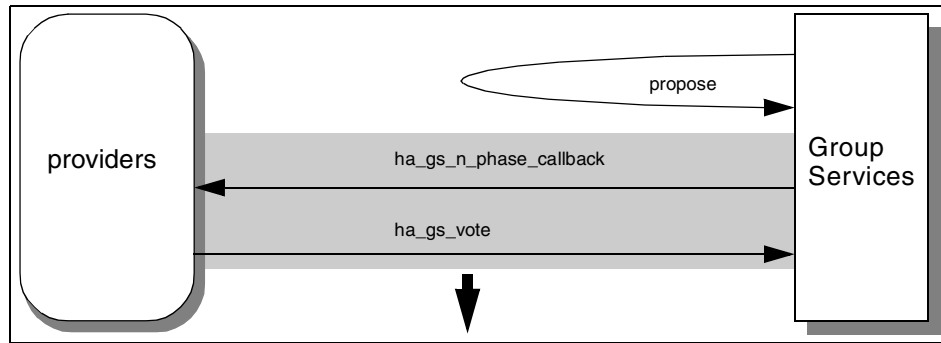 propose
providers
ha_gs_n_phase_callback
Group
Services
ha_gs_vote